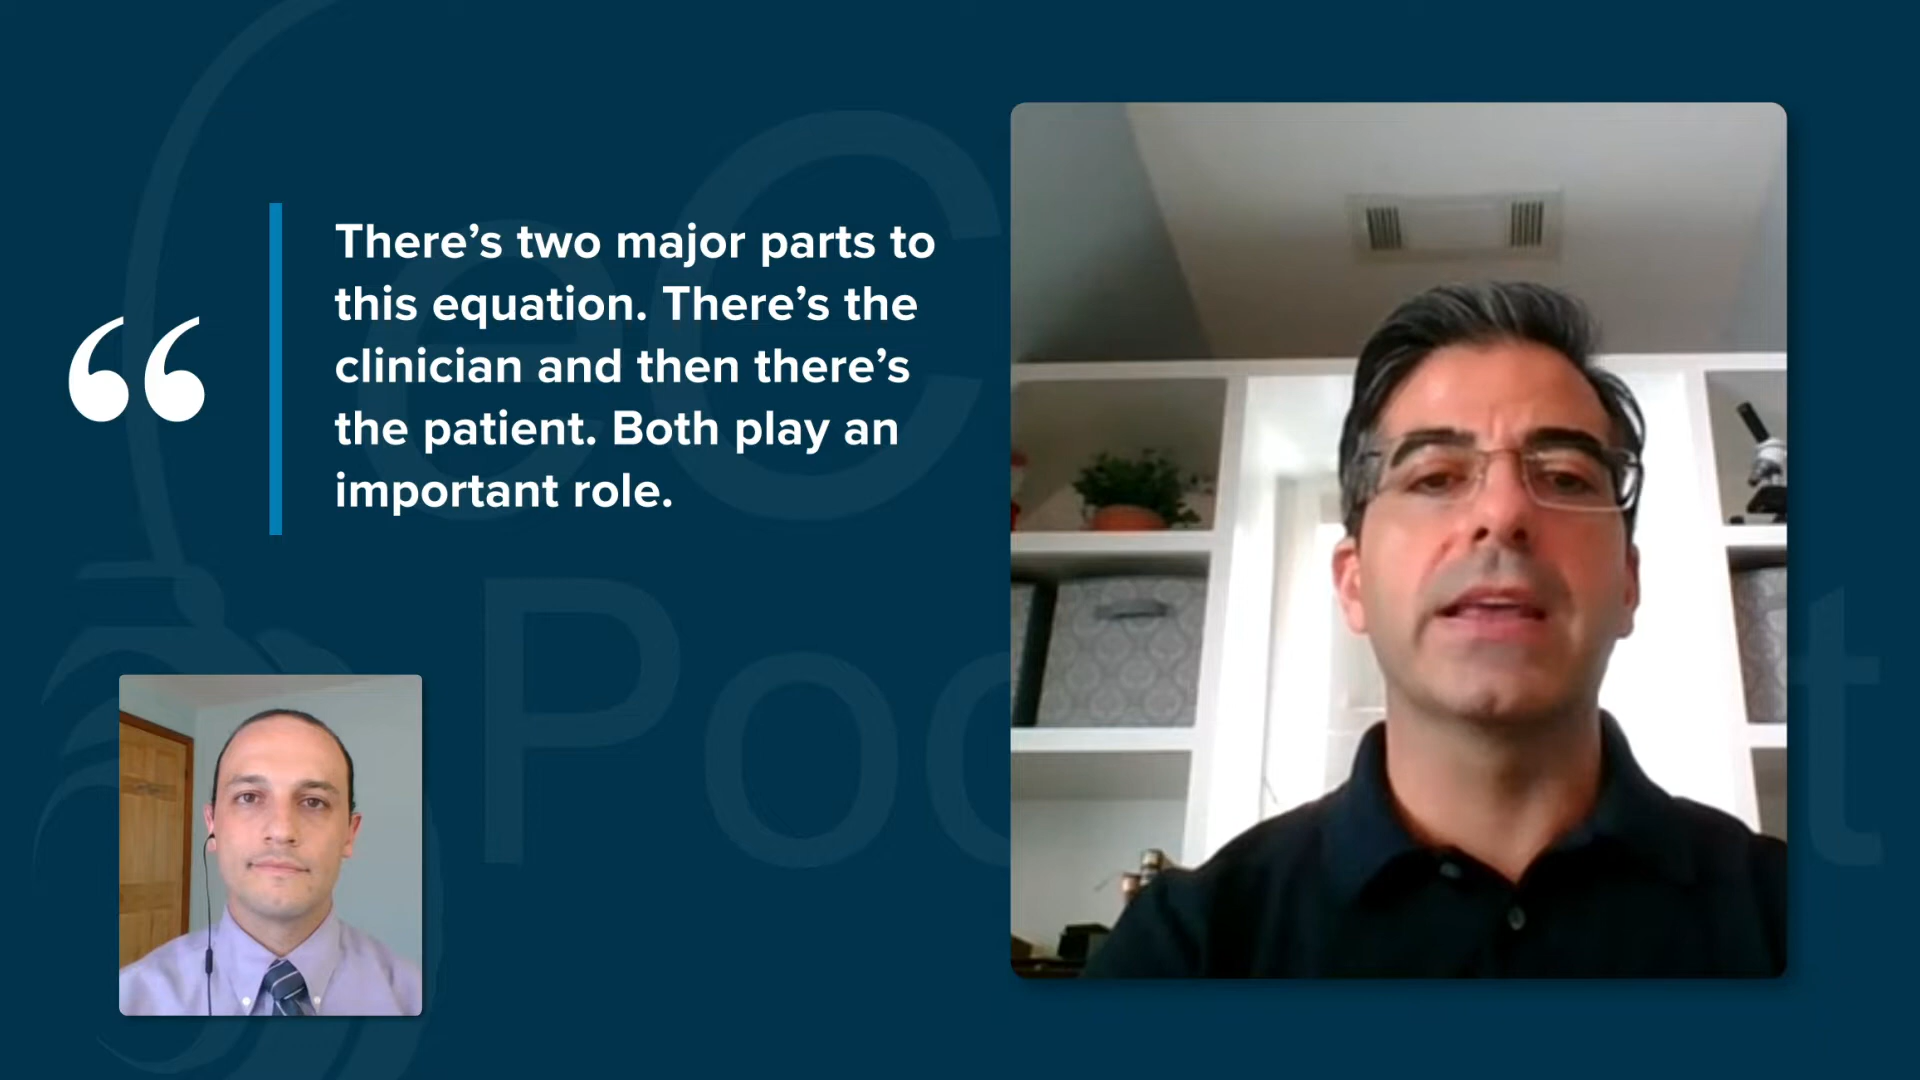 There’s two major parts to
this equation. There’s the
clinician and then there’s
the patient. Both play an
important role.